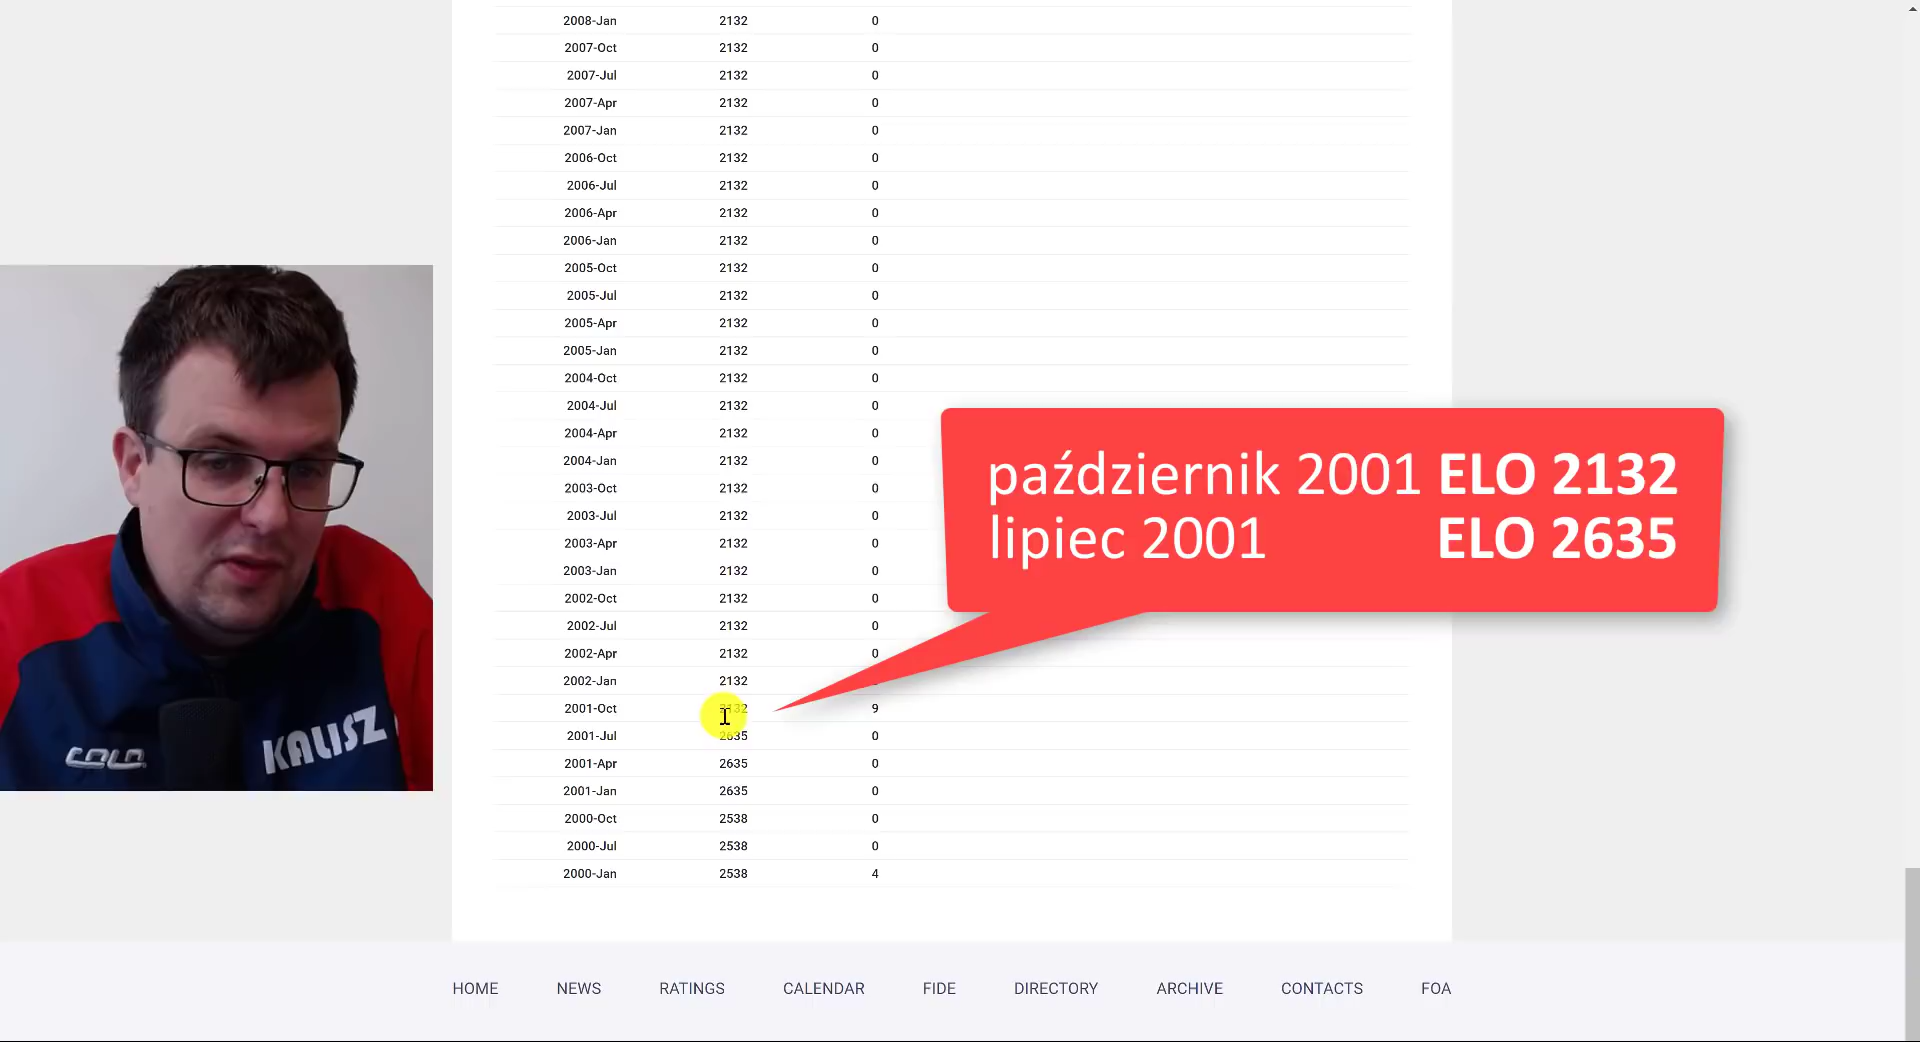 2008-Jan 2132 0
2007-Oct 2132 0
2007-Jul 2132 0
2007-Apr 2132 0
2007-Jan 2132 0
2006-Oct 2132 0
2006-Jul 2132 0
2006-Apr 2132 0
2006-Jan 2132 0
2005-Oct 2132 0
2005-Jul 2132 0
2005-Apr 2132 0
2005-Jan 2132 0
2004-Oct 2132 0
2004-Jul 2132 0
2004-Apr 2132 0
2004-Jan 2132 0
2003-Oct 2132 0
2003-Jul 2132 0
2003-Apr 2132 0
2003-Jan 2132 0
2002-Oct 2132 0
2002-Jul 2132 0
2002-Apr 2132 0
2002-Jan 2132
2001-Oct 2132 9
2001-Jul 2635 0
2001-Apr 2635 0
2001-Jan 2635 0
2000-Oct 2538 0
2000-Jul 2538 0
2000-Jan 2538 4
październik 2001 ELO 2132
lipiec 2001 ELO 2635
COLO
KALISZ
HOME NEWS RATINGS CALENDAR FIDE DIRECTORY ARCHIVE CONTACTS FOA